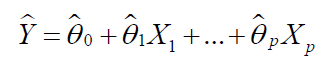 Ŷ = θ̂₀ + θ̂₁X₁ + ... + θ̂ₚXₚ